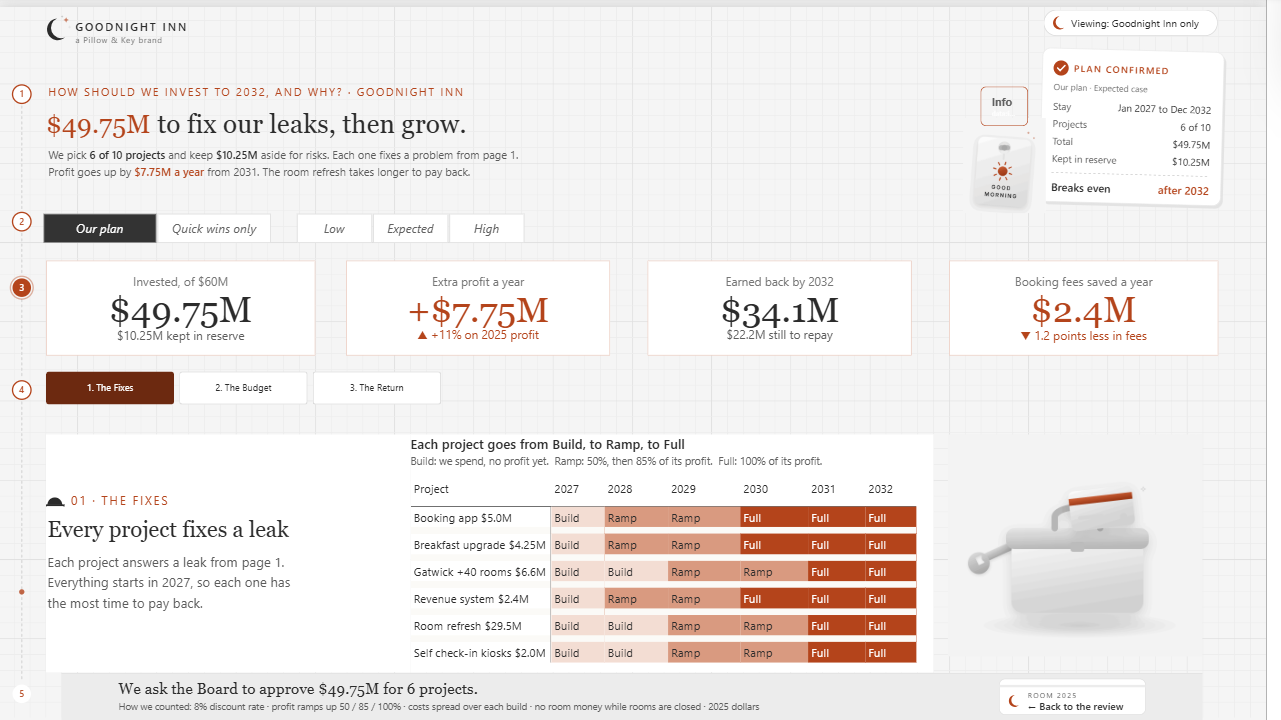 GOODNIGHT INN
a Pillow & Key brand
Viewing: Goodnight Inn only
1
HOW SHOULD WE INVEST TO 2032, AND WHY? · GOODNIGHT INN
$49.75M to fix our leaks, then grow.
We pick 6 of 10 projects and keep $10.25M aside for risks. Each one fixes a problem from page 1.
Profit goes up by $7.75M a year from 2031. The room refresh takes longer to pay back.
Info
GOOD
MORNING
PLAN CONFIRMED
Our plan · Expected case
Stay Jan 2027 to Dec 2032
Projects 6 of 10
Total $49.75M
Kept in reserve $10.25M
Breaks even after 2032
2
Our plan Quick wins only Low Expected High
3
Invested, of $60M
$49.75M
$10.25M kept in reserve
Extra profit a year
+$7.75M
▲ +11% on 2025 profit
Earned back by 2032
$34.1M
$22.2M still to repay
Booking fees saved a year
$2.4M
▼ 1.2 points less in fees
4
1. The Fixes 2. The Budget 3. The Return
01 · THE FIXES
Every project fixes a leak
Each project answers a leak from page 1.
Everything starts in 2027, so each one has
the most time to pay back.
Each project goes from Build, to Ramp, to Full
Build: we spend, no profit yet. Ramp: 50%, then 85% of its profit. Full: 100% of its profit.
Project 2027 2028 2029 2030 2031 2032
Booking app $5.0M Build Ramp Ramp Full Full Full
Breakfast upgrade $4.25M Build Ramp Ramp Full Full Full
Gatwick +40 rooms $6.6M Build Build Ramp Ramp Full Full
Revenue system $2.4M Build Ramp Ramp Full Full Full
Room refresh $29.5M Build Build Ramp Ramp Full Full
Self check-in kiosks $2.0M Build Build Ramp Ramp Full Full
5
We ask the Board to approve $49.75M for 6 projects.
How we counted: 8% discount rate · profit ramps up 50 / 85 / 100% · costs spread over each build · no room money while rooms are closed · 2025 dollars
ROOM 2025
← Back to the review